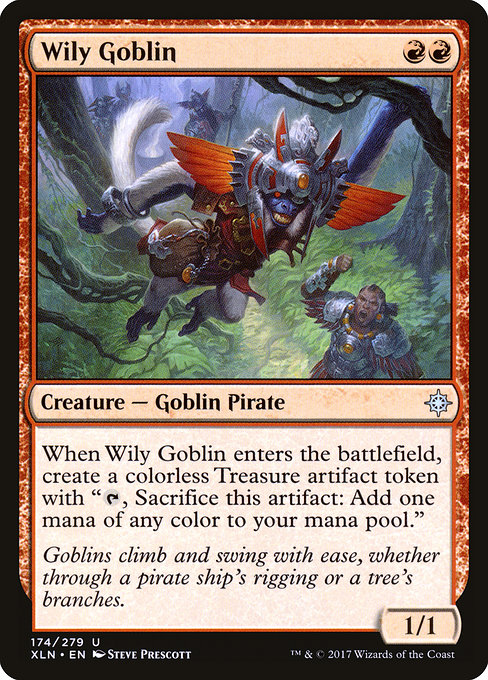 Wily Goblin
Creature — Goblin Pirate
When Wily Goblin enters the battlefield,
create a colorless Treasure artifact token
with “, Sacrifice this artifact: Add one
mana of any color to your mana pool.”
Goblins climb and swing with ease, whether
through a pirate ship’s rigging or a tree’s
branches.
1/1
174/279 U
XLN • EN Steve Prescott
™ & © 2017 Wizards of the Coast